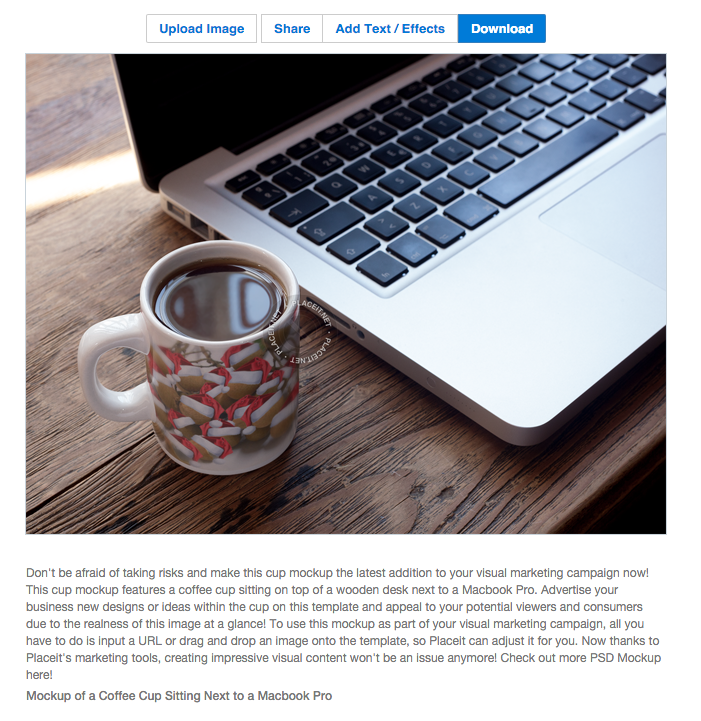 Upload Image
Share
Add Text / Effects
Download
PLACEIT.NET · PLACEIT.NET · PLACEIT.NET ·
Don't be afraid of taking risks and make this cup mockup the latest addition to your visual marketing campaign now!
This cup mockup features a coffee cup sitting on top of a wooden desk next to a Macbook Pro. Advertise your
business new designs or ideas within the cup on this template and appeal to your potential viewers and consumers
due to the realness of this image at a glance! To use this mockup as part of your visual marketing campaign, all you
have to do is input a URL or drag and drop an image onto the template, so Placeit can adjust it for you. Now thanks to
Placeit's marketing tools, creating impressive visual content won't be an issue anymore! Check out more PSD Mockup
here!
Mockup of a Coffee Cup Sitting Next to a Macbook Pro